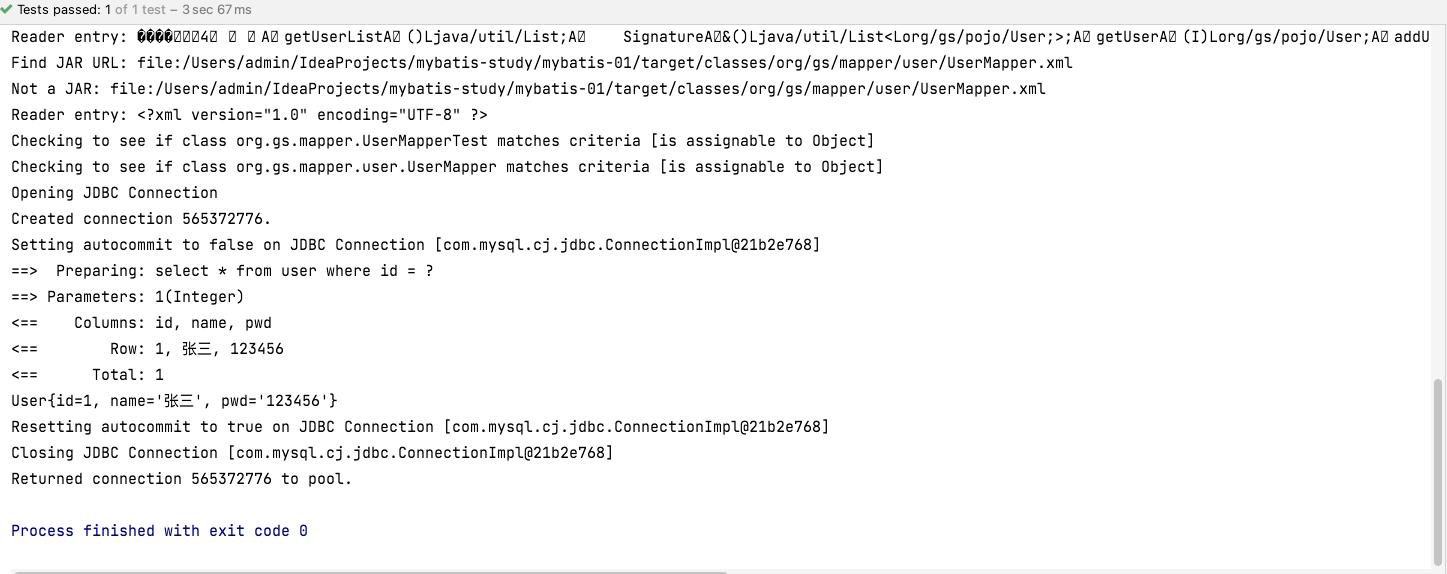 Tests passed: 1 of 1 test – 3 sec 67 ms
Reader entry: ����4 A getUserListA ()Ljava/util/List;A SignatureA &()Ljava/util/List<Lorg/gs/pojo/User;>;A getUserA (I)Lorg/gs/pojo/User;A addU
Find JAR URL: file:/Users/admin/IdeaProjects/mybatis-study/mybatis-01/target/classes/org/gs/mapper/user/UserMapper.xml
Not a JAR: file:/Users/admin/IdeaProjects/mybatis-study/mybatis-01/target/classes/org/gs/mapper/user/UserMapper.xml
Reader entry: <?xml version="1.0" encoding="UTF-8" ?>
Checking to see if class org.gs.mapper.UserMapperTest matches criteria [is assignable to Object]
Checking to see if class org.gs.mapper.user.UserMapper matches criteria [is assignable to Object]
Opening JDBC Connection
Created connection 565372776.
Setting autocommit to false on JDBC Connection [com.mysql.cj.jdbc.ConnectionImpl@21b2e768]
==>  Preparing: select * from user where id = ?
==> Parameters: 1(Integer)
<==    Columns: id, name, pwd
<==        Row: 1, 张三, 123456
<==      Total: 1
User{id=1, name='张三', pwd='123456'}
Resetting autocommit to true on JDBC Connection [com.mysql.cj.jdbc.ConnectionImpl@21b2e768]
Closing JDBC Connection [com.mysql.cj.jdbc.ConnectionImpl@21b2e768]
Returned connection 565372776 to pool.
Process finished with exit code 0